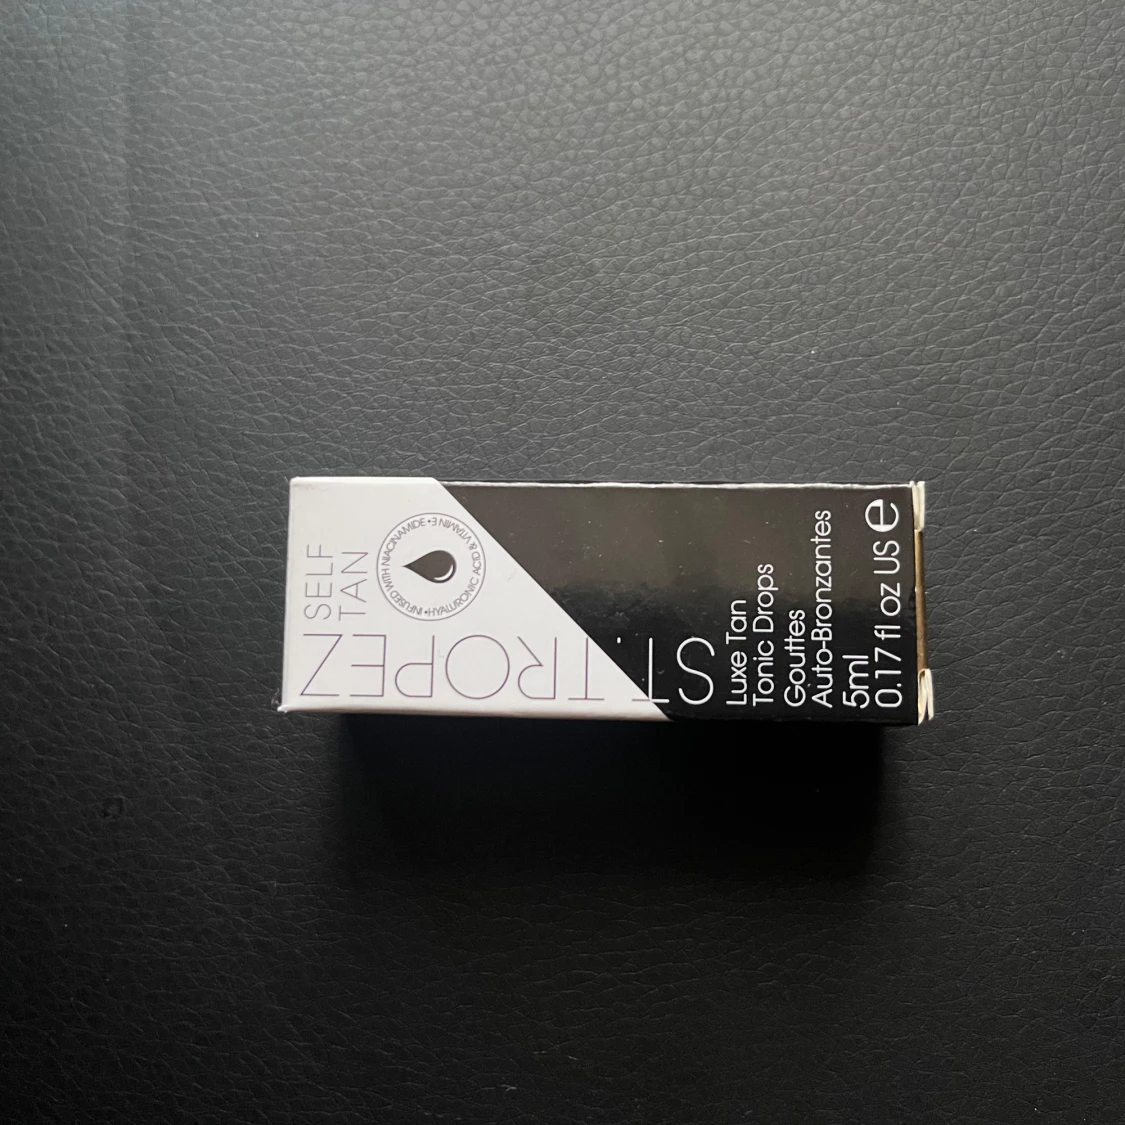 SELF
TAN
INFUSED WITH NIACINAMIDE • VITAMIN E • HYALURONIC ACID & 
ST.TROPEZ
Luxe Tan
Tonic Drops
Gouttes
Auto-Bronzantes
5ml
0.17 fl oz US e